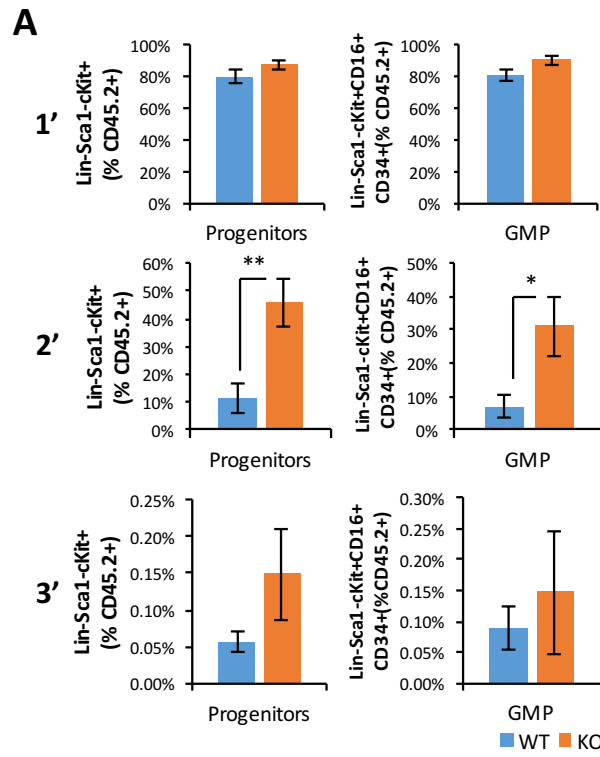 A
1'
Lin-Sca1-cKit+
(% CD45.2+)
100%
80%
60%
40%
20%
0%
Progenitors
Lin-Sca1-cKit+CD16+
CD34+(% CD45.2+)
100%
80%
60%
40%
20%
0%
GMP
2'
Lin-Sca1-cKit+
(% CD45.2+)
60%
50%
40%
30%
20%
10%
0%
**
Progenitors
Lin-Sca1-cKit+CD16+
CD34+(% CD45.2+)
50%
40%
30%
20%
10%
0%
*
GMP
3'
Lin-Sca1-cKit+
(% CD45.2+)
0.25%
0.20%
0.15%
0.10%
0.05%
0.00%
Progenitors
Lin-Sca1-cKit+CD16+
CD34+(%CD45.2+)
0.30%
0.25%
0.20%
0.15%
0.10%
0.05%
0.00%
GMP
WT KO